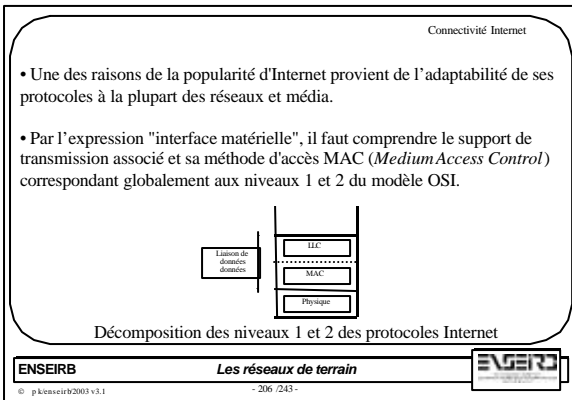 Connectivité Internet
• Une des raisons de la popularité d'Internet provient de l'adaptabilité de ses
protocoles à la plupart des réseaux et média.
• Par l'expression "interface matérielle", il faut comprendre le support de
transmission associé et sa méthode d'accès MAC (Medium Access Control)
correspondant globalement aux niveaux 1 et 2 du modèle OSI.
LLC
Liaison de
données
données
MAC
Physique
Décomposition des niveaux 1 et 2 des protocoles Internet
ENSEIRB
Les réseaux de terrain
ENSEIRB
© pk/enseirb/2003 v3.1
- 206 /243 -